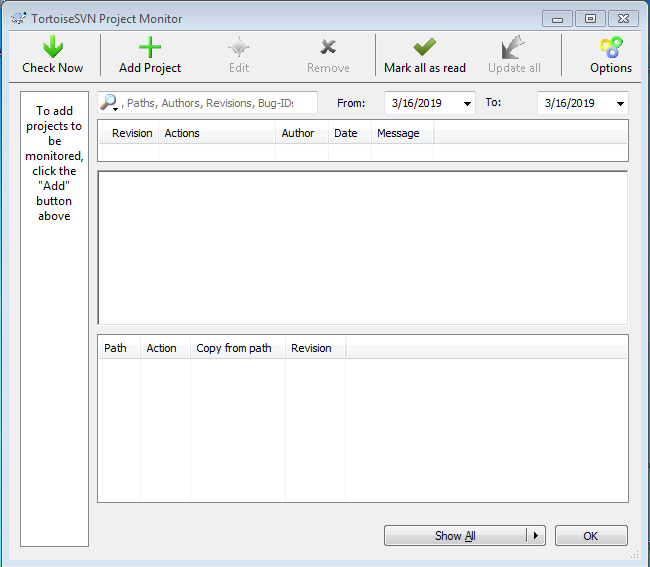 TortoiseSVN Project Monitor
Check Now
Add Project
Edit
Remove
Mark all as read
Update all
Options
To add
projects to
be
monitored,
click the
"Add"
button
above
, Paths, Authors, Revisions, Bug-IDs
From:
3/16/2019
To:
3/16/2019
Revision Actions Author Date Message
Path Action Copy from path Revision
Show All
OK